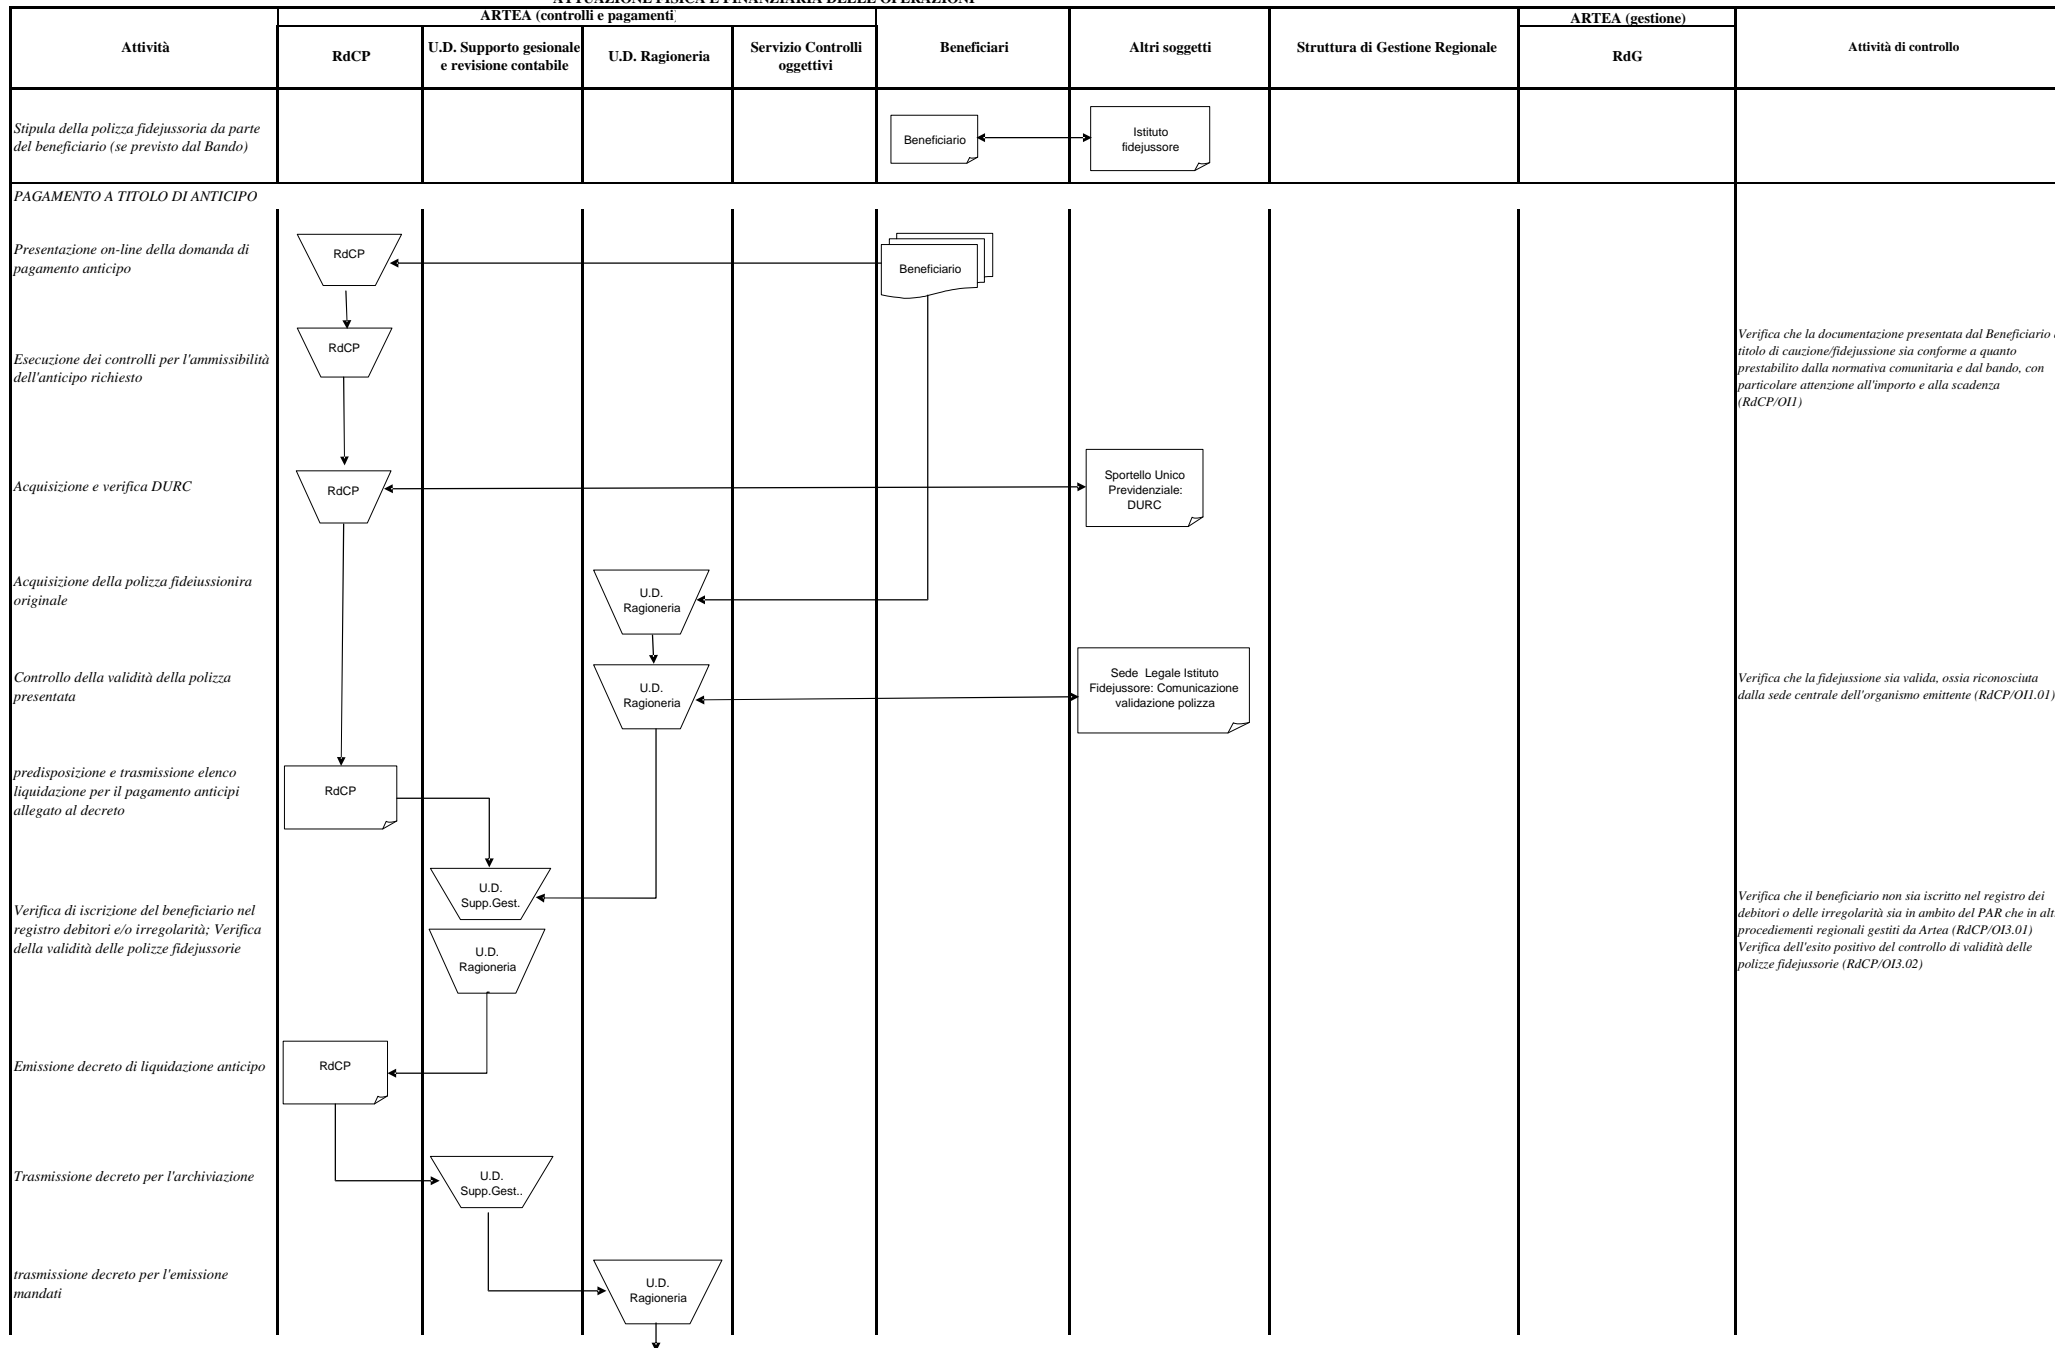 ATTUAZIONE FISICA E FINANZIARIA DELLE OPERAZIONI
ARTEA (controlli e pagamenti)
ARTEA (gestione)
Attività
RdCP
U.D. Supporto gesionale
e revisione contabile
U.D. Ragioneria
Servizio Controlli
oggettivi
Beneficiari
Altri soggetti
Struttura di Gestione Regionale
RdG
Attività di controllo
Stipula della polizza fidejussoria da parte
del beneficiario (se previsto dal Bando)
Beneficiario
Istituto
fidejussore
PAGAMENTO A TITOLO DI ANTICIPO
Presentazione on-line della domanda di
pagamento anticipo
RdCP
Beneficiario
Esecuzione dei controlli per l'ammissibilità
dell'anticipo richiesto
RdCP
Verifica che la documentazione presentata dal Beneficiario
titolo di cauzione/fidejussione sia conforme a quanto
prestabilito dalla normativa comunitaria e dal bando, con
particolare attenzione all'importo e alla scadenza
(RdCP/OI1)
Acquisizione e verifica DURC
RdCP
Sportello Unico
Previdenziale:
DURC
Acquisizione della polizza fideiussionira
originale
U.D.
Ragioneria
Controllo della validità della polizza
presentata
U.D.
Ragioneria
Sede Legale Istituto
Fidejussore: Comunicazione
validazione polizza
Verifica che la fidejussione sia valida, ossia riconosciuta
dalla sede centrale dell'organismo emittente (RdCP/OI1.01)
predisposizione e trasmissione elenco
liquidazione per il pagamento anticipi
allegato al decreto
RdCP
U.D.
Supp.Gest.
Verifica di iscrizione del beneficiario nel
registro debitori e/o irregolarità; Verifica
della validità delle polizze fidejussorie
U.D.
Ragioneria
Verifica che il beneficiario non sia iscritto nel registro dei
debitori o delle irregolarità sia in ambito del PAR che in alt
procediementi regionali gestiti da Artea (RdCP/OI3.01)
Verifica dell'esito positivo del controllo di validità delle
polizze fidejussorie (RdCP/OI3.02)
Emissione decreto di liquidazione anticipo
RdCP
Trasmissione decreto per l'archiviazione
U.D.
Supp.Gest..
trasmissione decreto per l'emissione
mandati
U.D.
Ragioneria